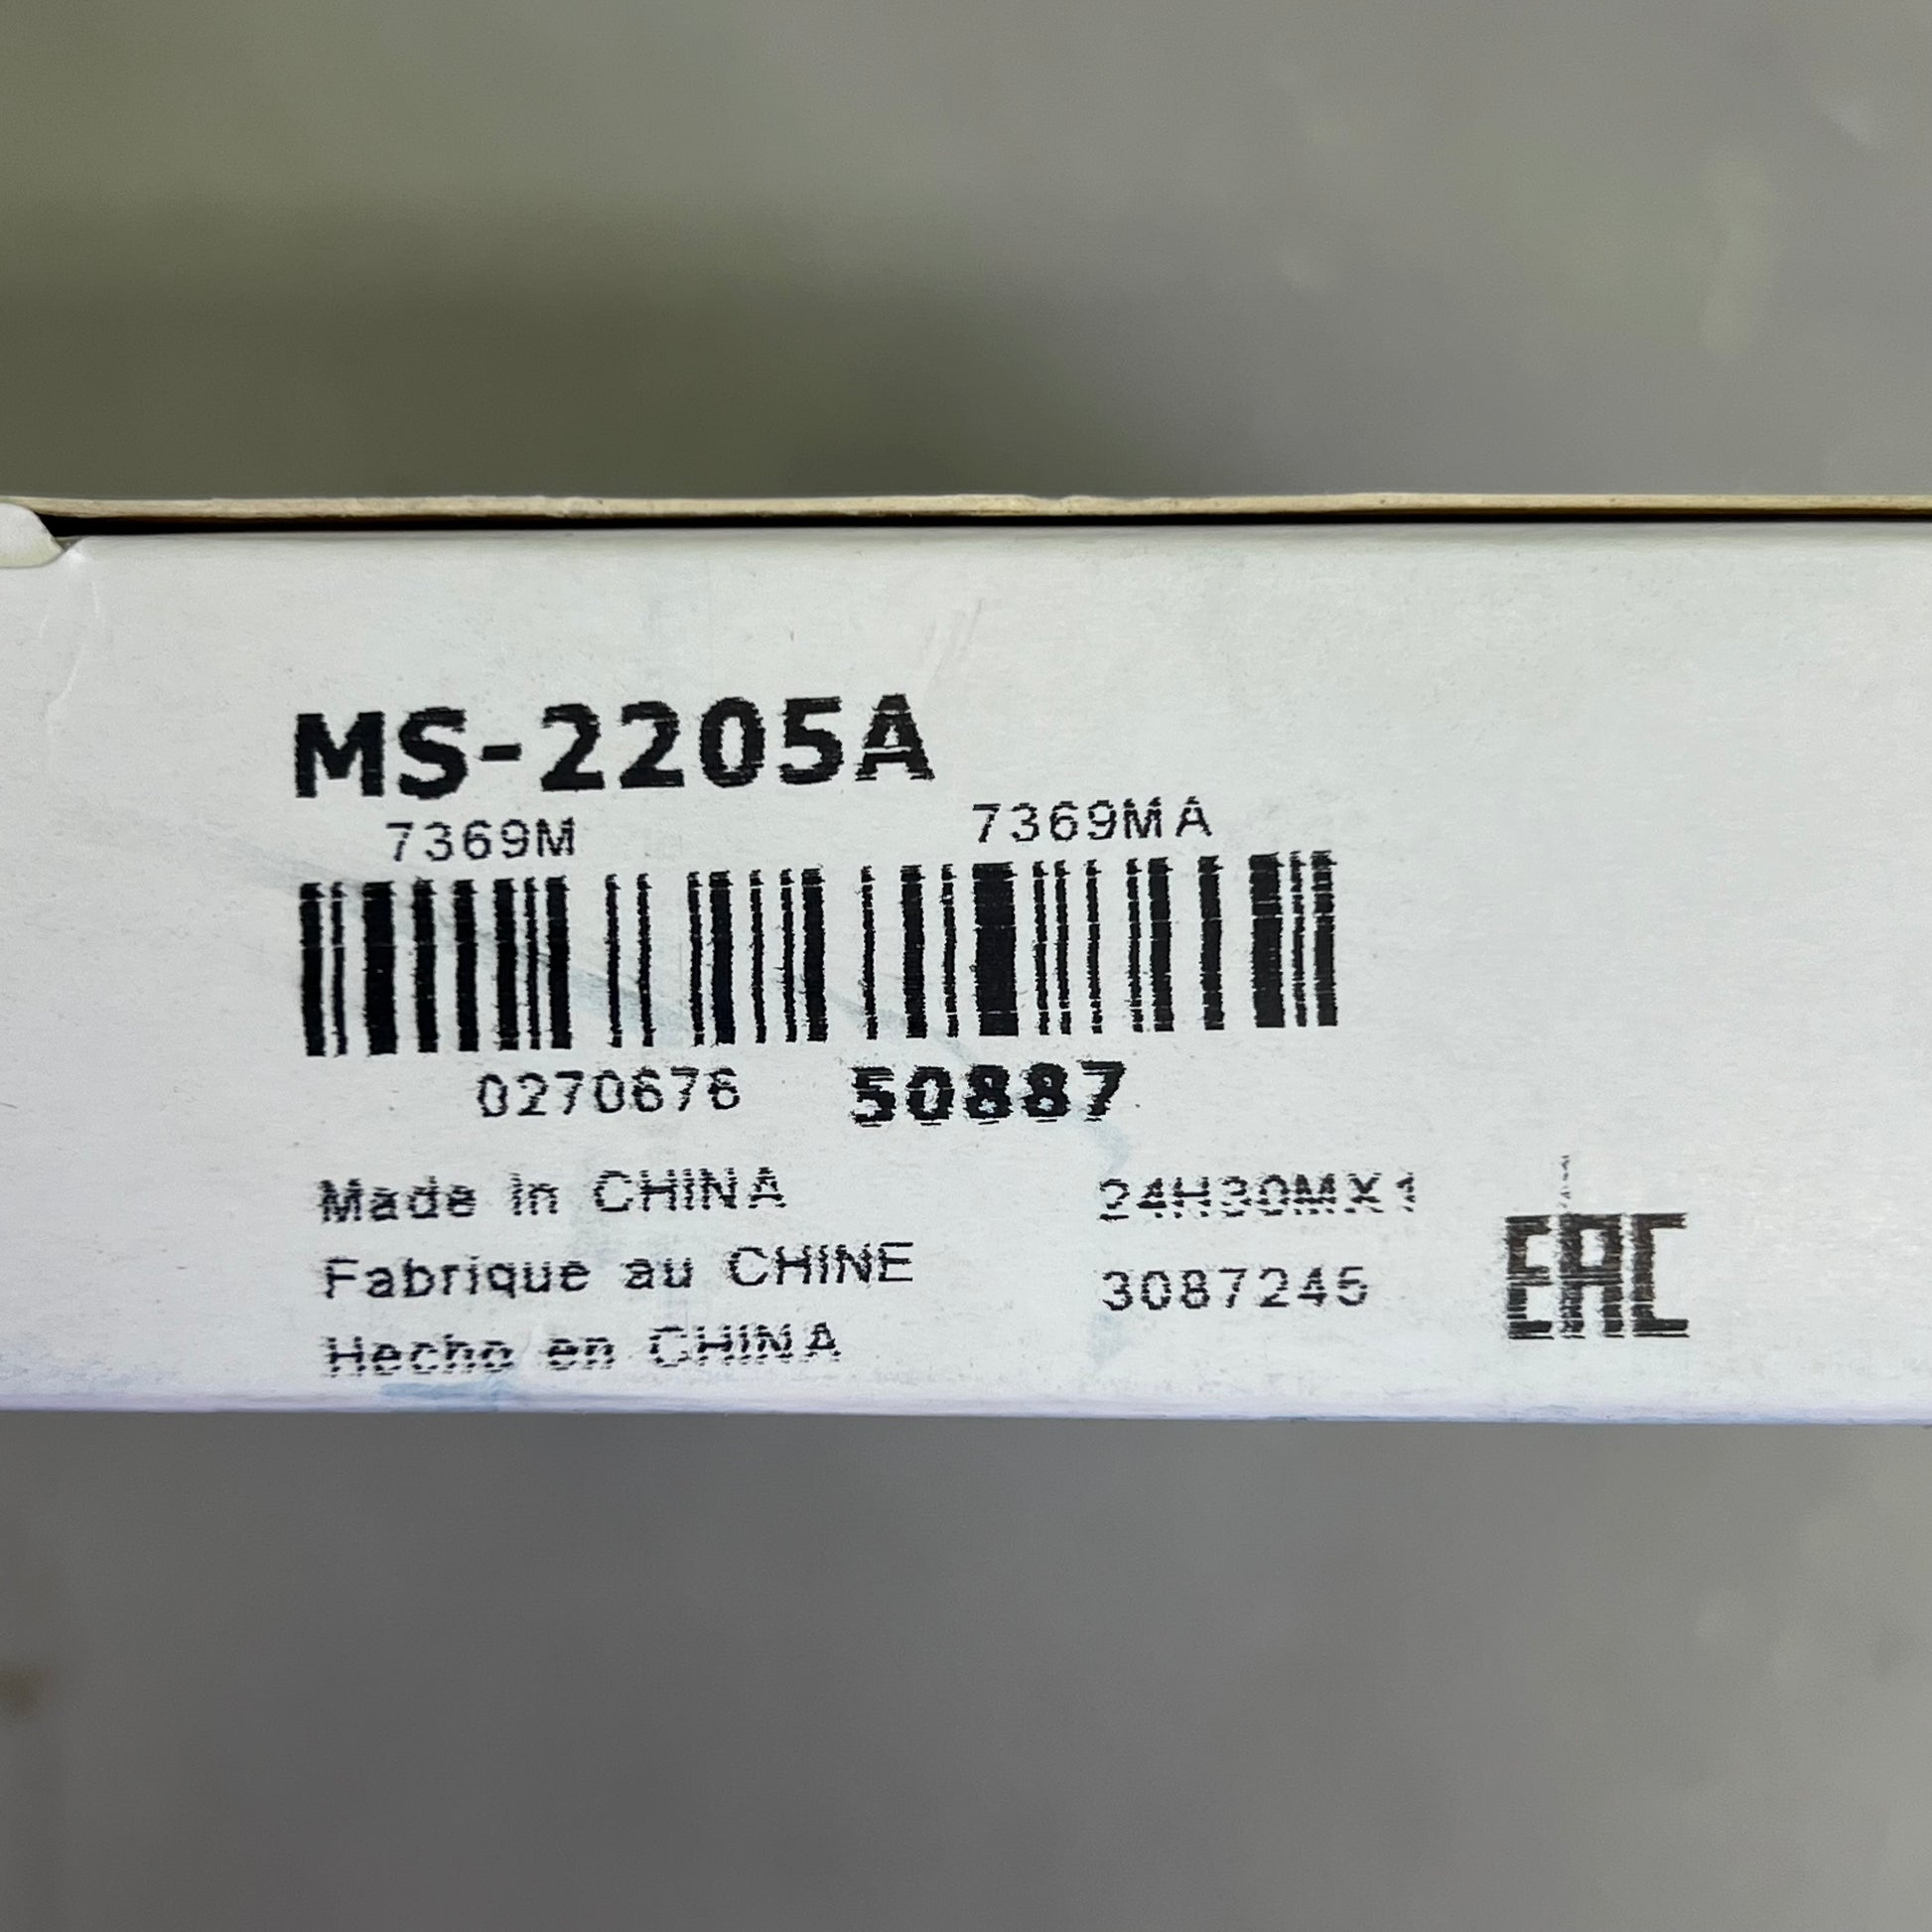 MS-2205A
7369M 7369MA
0270676 50887
Made in CHINA 24H30MX1
Fabrique au CHINE 3087245
Hecho en CHINA
EAC